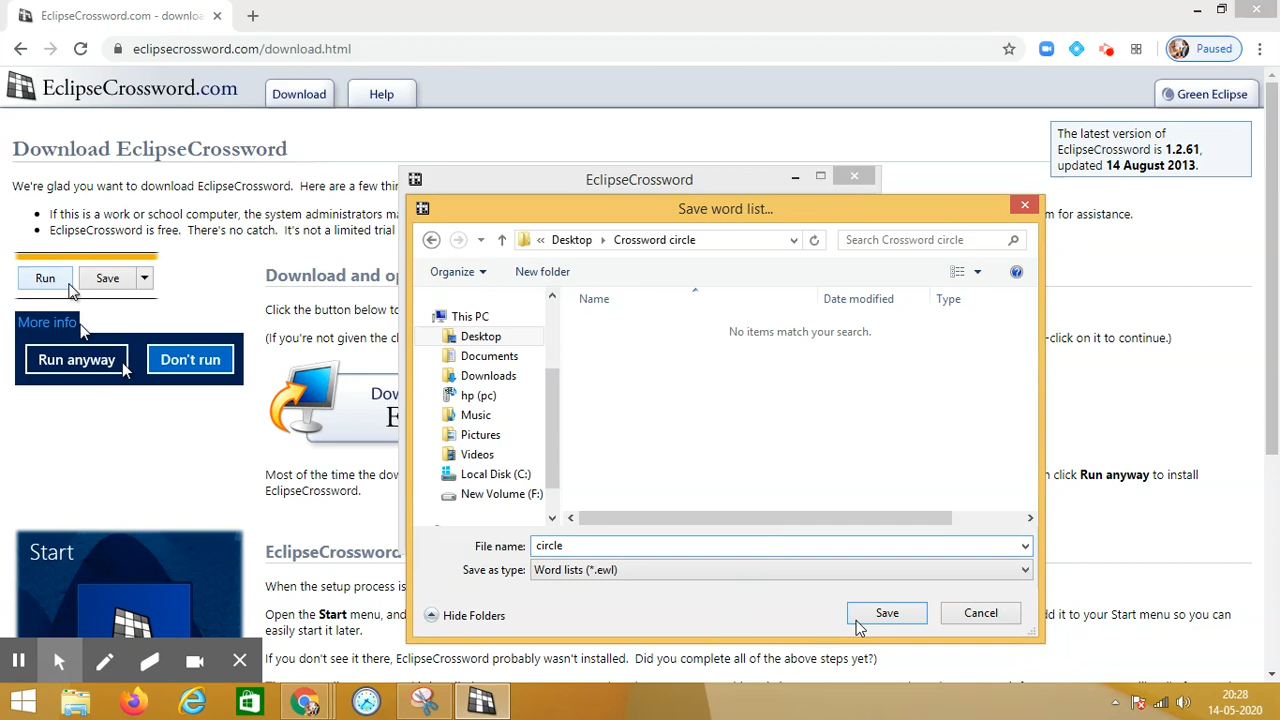 EclipseCrossword.com - downloa
eclipsecrossword.com/download.html
Paused
EclipseCrossword.com
Download
Help
Green Eclipse
Download EclipseCrossword
The latest version of
EclipseCrossword is 1.2.61,
updated 14 August 2013.
We're glad you want to download EclipseCrossword. Here are a few thin
If this is a work or school computer, the system administrators ma
m for assistance.
EclipseCrossword is free. There's no catch. It's not a limited trial
Run
Save
More info
Run anyway
Don't run
Download and op
Click the button below to
(If you're not given the ch
-click on it to continue.)
Dow
E
Most of the time the dow
n click Run anyway to install
EclipseCrossword.
Start
EclipseCrossword
When the setup process is
Open the Start menu, and
dd it to your Start menu so you can
easily start it later.
If you don't see it there, EclipseCrossword probably wasn't installed. Did you complete all of the above steps yet?)
EclipseCrossword
Save word list...
« Desktop Crossword circle
Search Crossword circle
Organize
New folder
Name
Date modified
Type
No items match your search.
This PC
Desktop
Documents
Downloads
hp (pc)
Music
Pictures
Videos
Local Disk (C:)
New Volume (F:)
File name:
circle
Save as type:
Word lists (*.ewl)
Hide Folders
Save
Cancel
20:28
14-05-2020